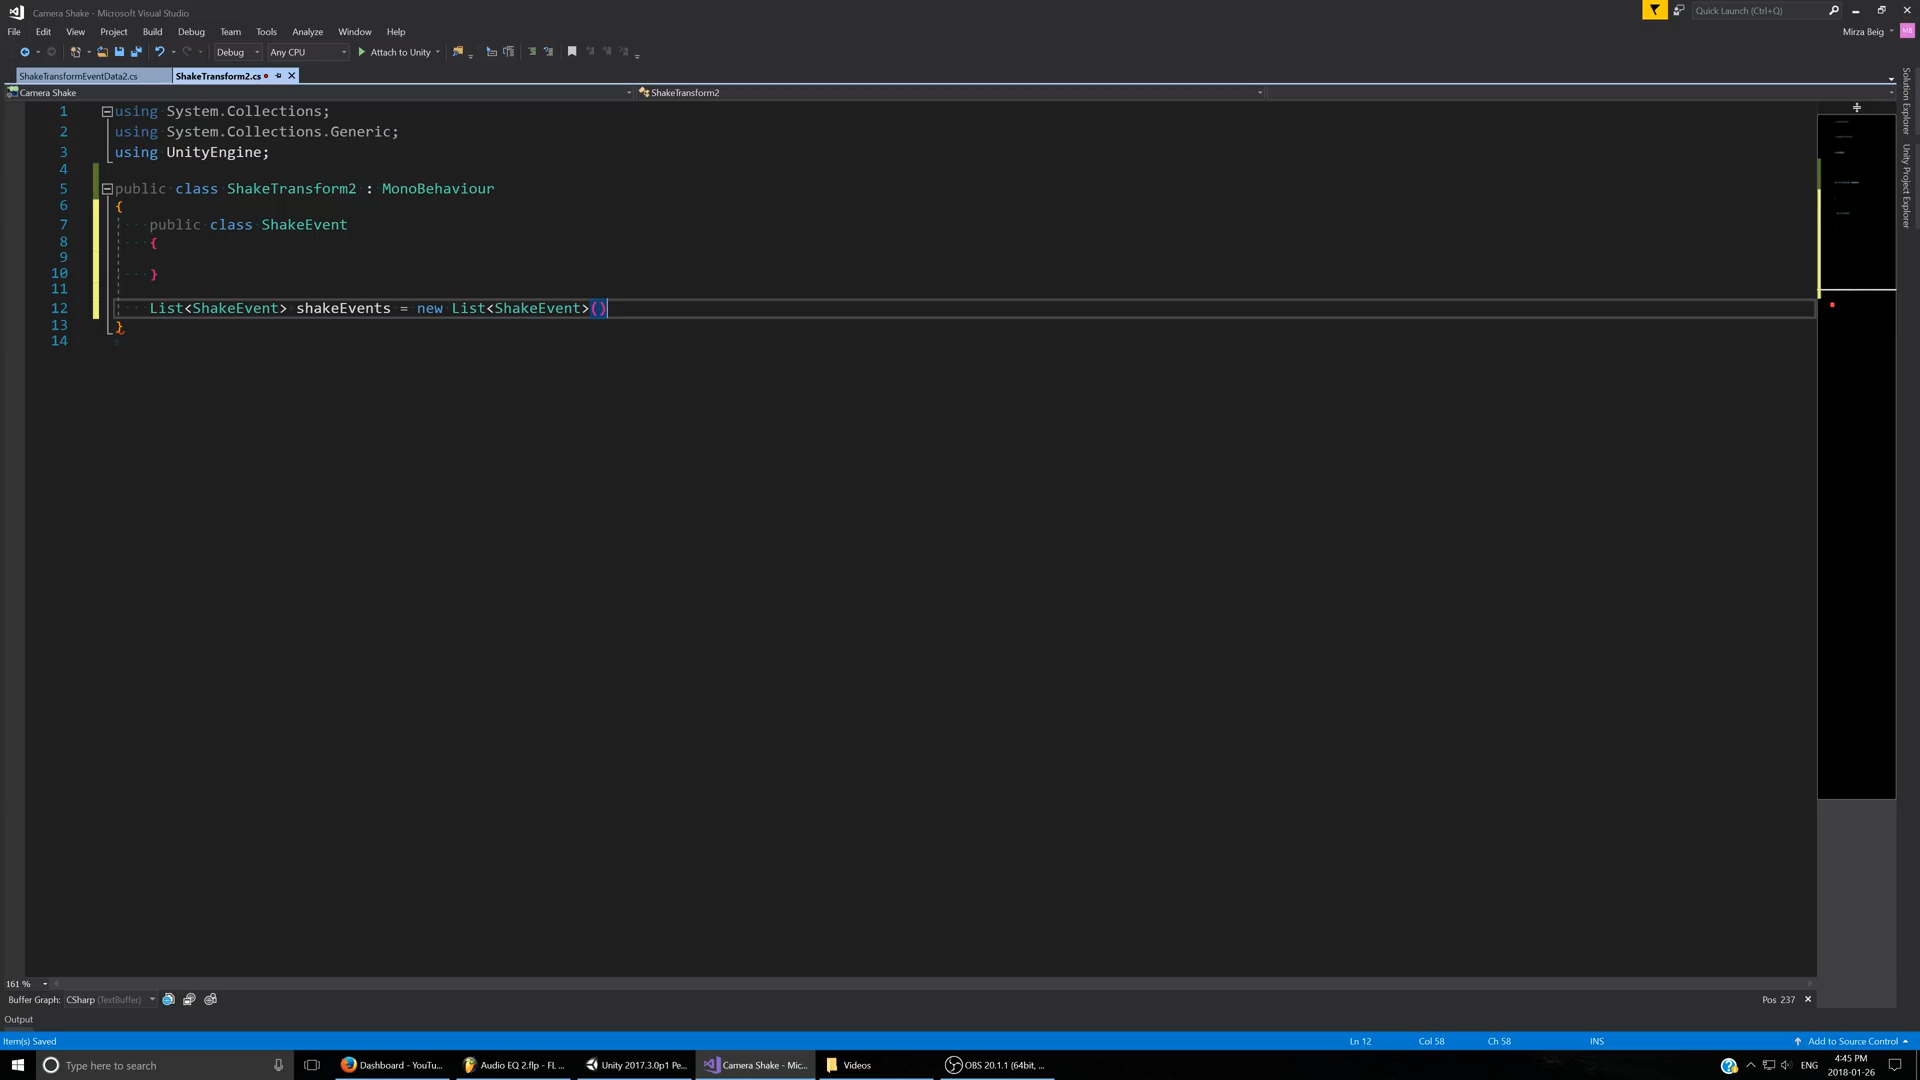 Camera Shake - Microsoft Visual Studio
Quick Launch (Ctrl+Q)
File Edit View Project Build Debug Team Tools Analyze Window Help
Mirza Beig MB
Debug Any CPU Attach to Unity
ShakeTransformEventData2.cs ShakeTransform2.cs
Camera Shake ShakeTransform2
1 using System.Collections;
2 using System.Collections.Generic;
3 using UnityEngine;
4
5 public class ShakeTransform2 : MonoBehaviour
6 {
7 public class ShakeEvent
8 {
9
10 }
11
12 List<ShakeEvent> shakeEvents = new List<ShakeEvent>()
13 }
14
Solution Explorer
Unity Project Explorer
161 %
Buffer Graph: CSharp (TextBuffer) Pos 237
Output
Item(s) Saved Ln 12 Col 58 Ch 58 INS Add to Source Control
Type here to search Dashboard - YouTu... Audio EQ 2.flp - FL ... Unity 2017.3.0p1 Pe... Camera Shake - Mic... Videos OBS 20.1.1 (64bit, ... ENG 4:45 PM
2018-01-26